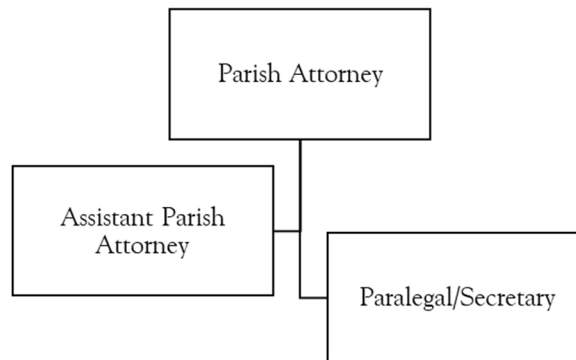 Parish Attorney
Assistant Parish
Attorney
Paralegal/Secretary